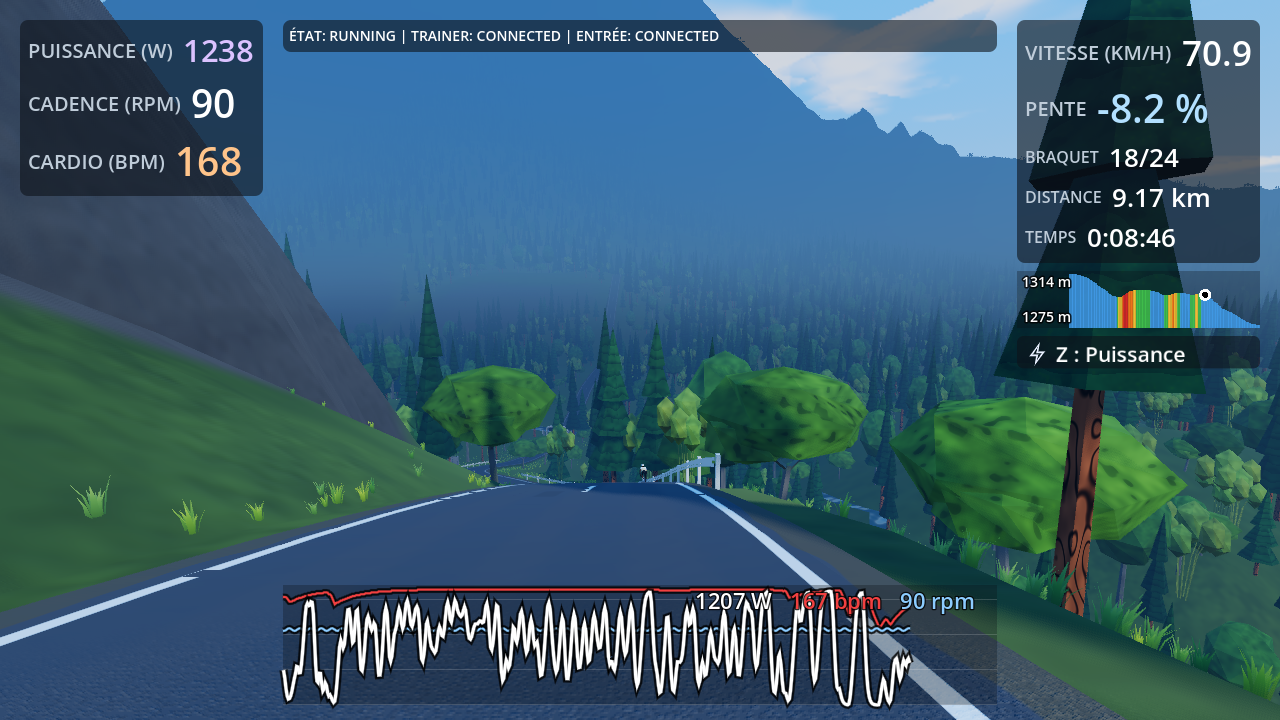 PUISSANCE (W) 1238
CADENCE (RPM) 90
CARDIO (BPM) 168
ÉTAT: RUNNING | TRAINER: CONNECTED | ENTRÉE: CONNECTED
VITESSE (KM/H) 70.9
PENTE -8.2 %
BRAQUET 18/24
DISTANCE 9.17 km
TEMPS 0:08:46
1314 m
1275 m
Z : Puissance
1207 W 167 bpm 90 rpm